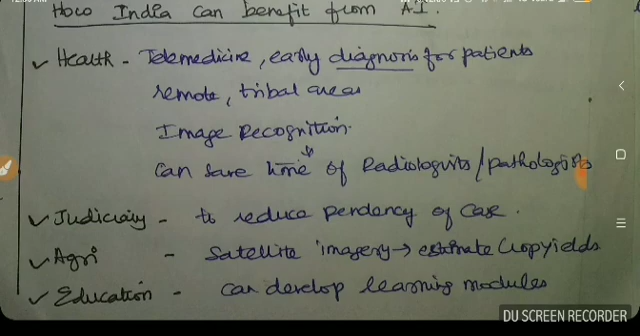 How India Can benefit from A.I.
✓ Health - Telemedicine, early diagnosis for patients
remote, tribal areas
Image Recognition.
Can save time of Radiologists/pathologists
✓ Judiciary - to reduce pendency of case.
✓ Agri - Satellite imagery → estimate Cropyields
✓ Education - Can develop learning modules
DU SCREEN RECORDER